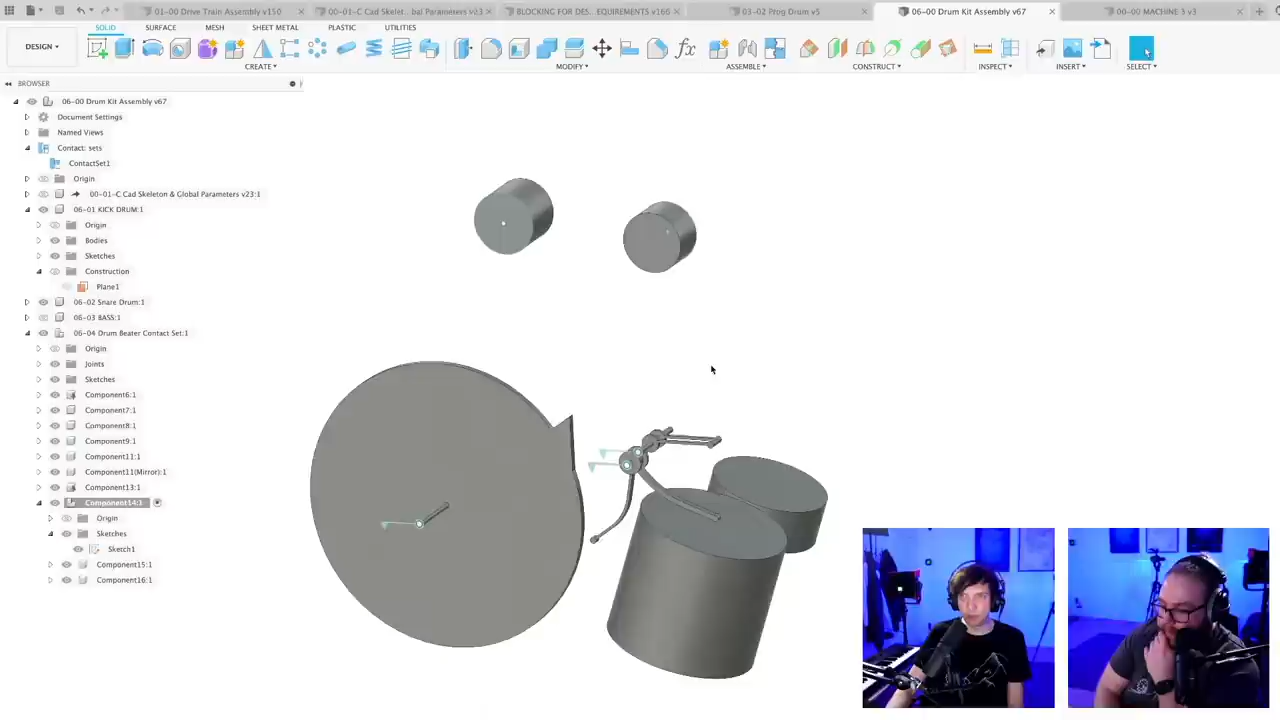 01-00 Drive Train Assembly v150
00-01-C Cad Skelet.. bal Parameters v23
BLOCKING FOR DES.. EQUIREMENTS v160
03-02 Prog Drum v5
06-00 Drum Kit Assembly v67
00-00 MACHINE 3 v3
SOLID
SURFACE
MESH
SHEET METAL
PLASTIC
UTILITIES
DESIGN
CREATE
MODIFY
ASSEMBLE
CONSTRUCT
INSPECT
INSERT
SELECT
BROWSER
06-00 Drum Kit Assembly v67
Document Settings
Named Views
Contact: sets
ContactSet1
Origin
00-01-C Cad Skeleton & Global Parameters v23:1
06-01 KICK DRUM:1
Origin
Bodies
Sketches
Construction
Plane1
06-02 Snare Drum:1
06-03 BASS:1
06-04 Drum Beater Contact Set:1
Origin
Joints
Sketches
Component6:1
Component7:1
Component8:1
Component9:1
Component11:1
Component11(Mirror):1
Component13:1
Component14:1
Origin
Sketches
Sketch1
Component15:1
Component16:1